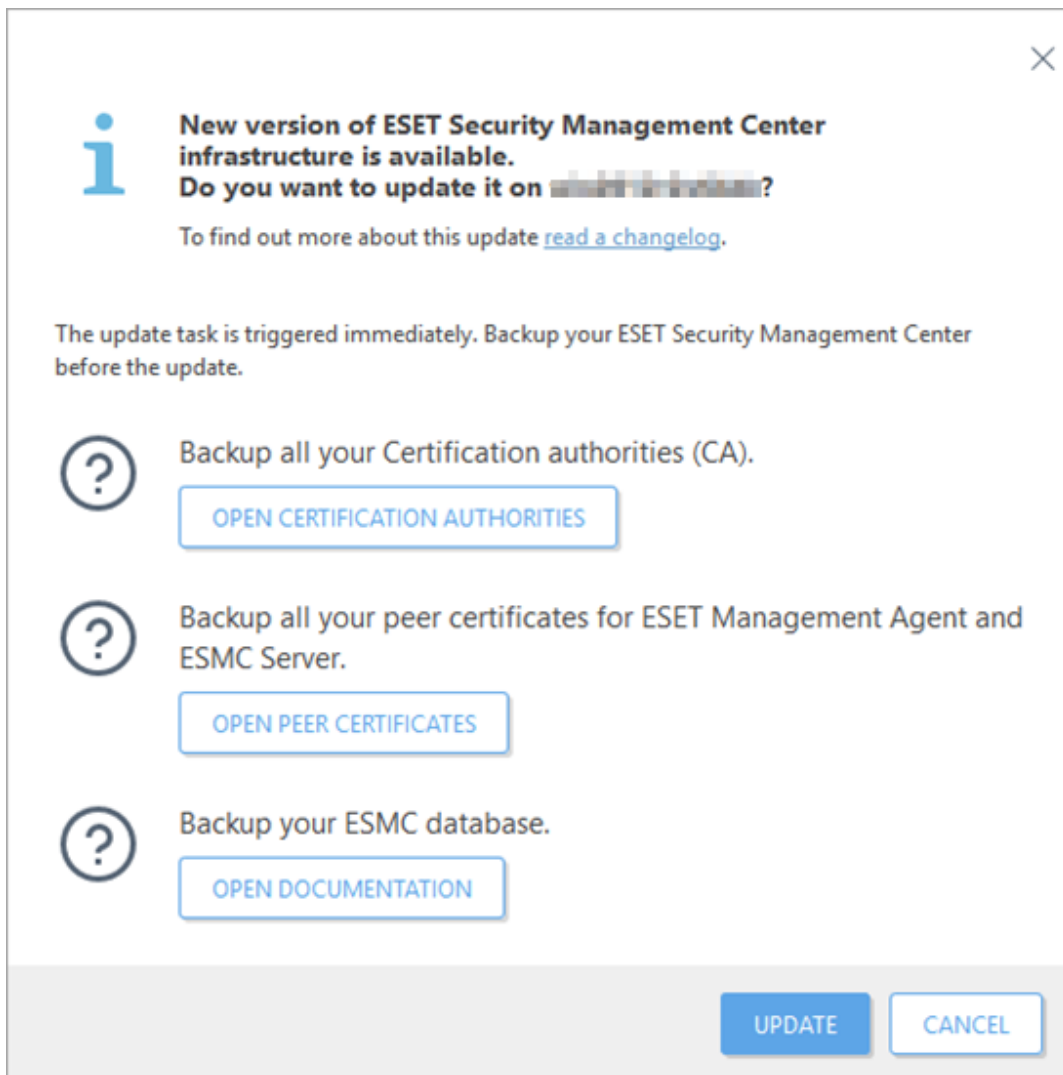 New version of ESET Security Management Center
infrastructure is available.
Do you want to update it on ?
To find out more about this update read a changelog.
The update task is triggered immediately. Backup your ESET Security Management Center
before the update.
Backup all your Certification authorities (CA).
OPEN CERTIFICATION AUTHORITIES
Backup all your peer certificates for ESET Management Agent and
ESMC Server.
OPEN PEER CERTIFICATES
Backup your ESMC database.
OPEN DOCUMENTATION
UPDATE
CANCEL